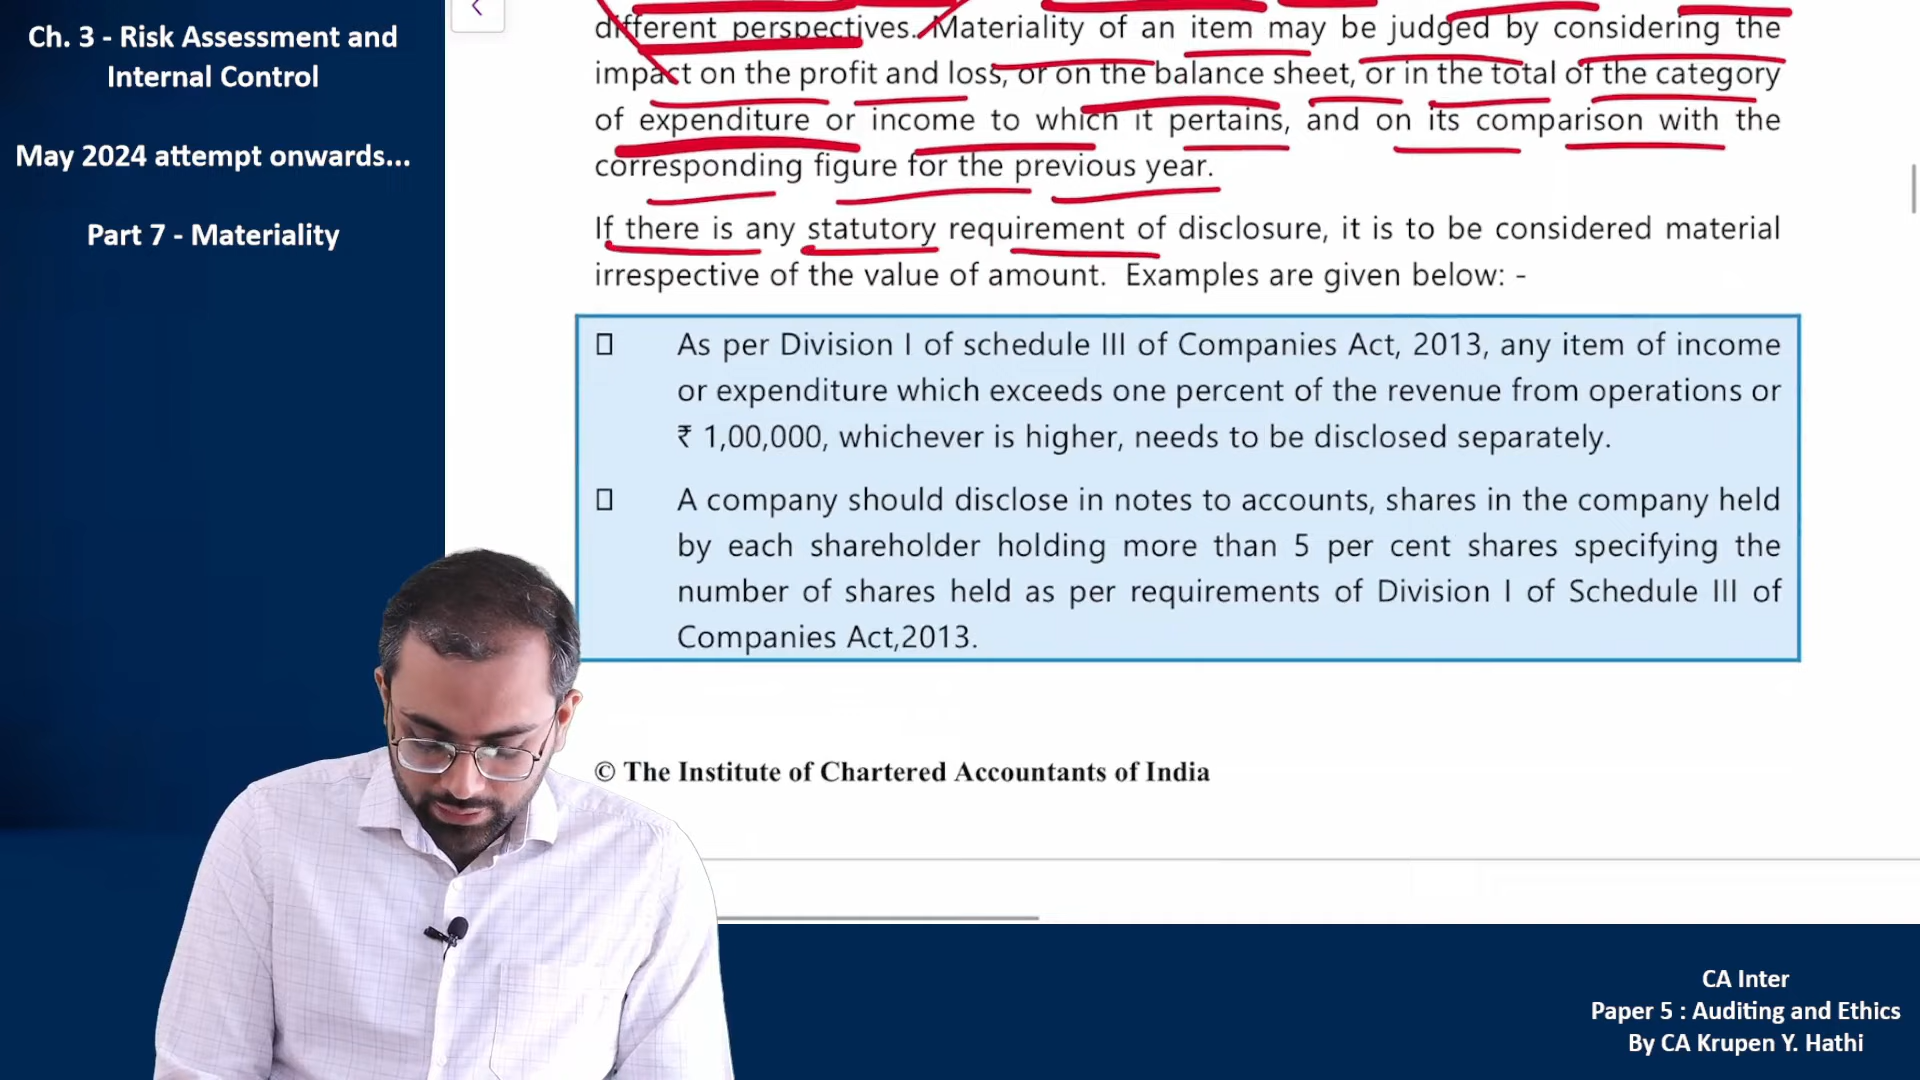 Ch. 3 - Risk Assessment and
Internal Control
May 2024 attempt onwards...
Part 7 - Materiality
different perspectives. Materiality of an item may be judged by considering the
impact on the profit and loss, or on the balance sheet, or in the total of the category
of expenditure or income to which it pertains, and on its comparison with the
corresponding figure for the previous year.
If there is any statutory requirement of disclosure, it is to be considered material
irrespective of the value of amount. Examples are given below: -
As per Division I of schedule III of Companies Act, 2013, any item of income
or expenditure which exceeds one percent of the revenue from operations or
₹ 1,00,000, whichever is higher, needs to be disclosed separately.
A company should disclose in notes to accounts, shares in the company held
by each shareholder holding more than 5 per cent shares specifying the
number of shares held as per requirements of Division I of Schedule III of
Companies Act,2013.
© The Institute of Chartered Accountants of India
CA Inter
Paper 5 : Auditing and Ethics
By CA Krupen Y. Hathi